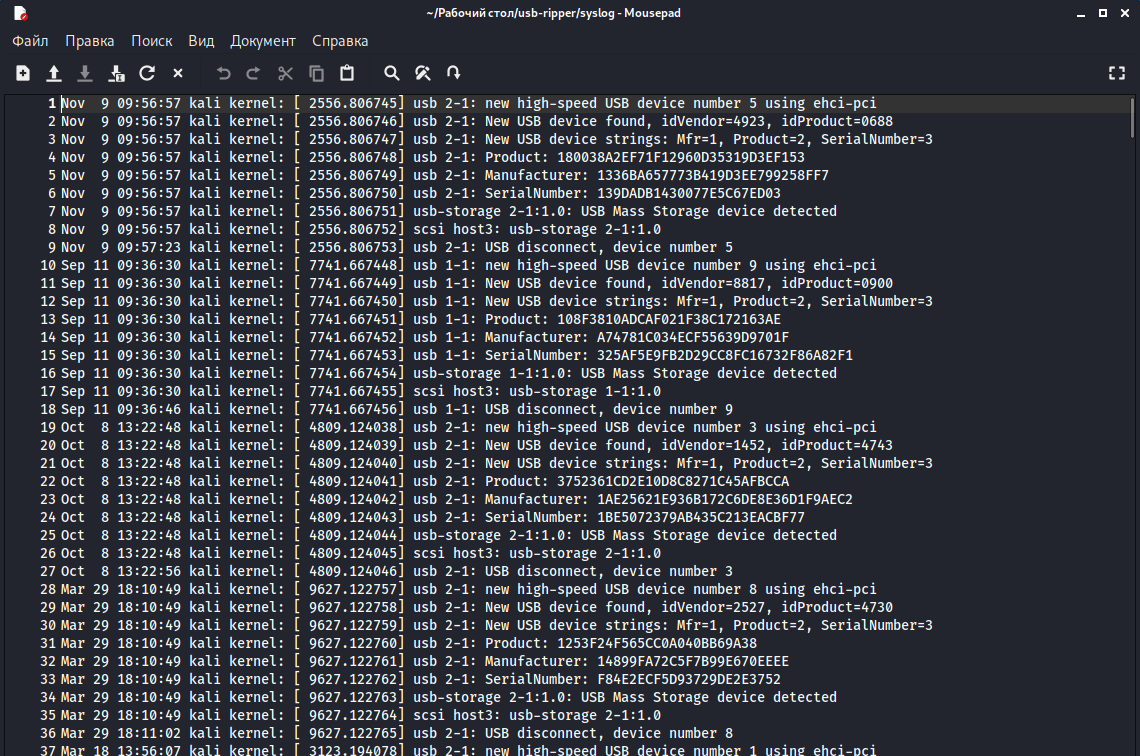 ~/Рабочий стол/usb-ripper/syslog - Mousepad
Файл Правка Поиск Вид Документ Справка
1 Nov  9 09:56:57 kali kernel: [ 2556.806745] usb 2-1: new high-speed USB device number 5 using ehci-pci
2 Nov  9 09:56:57 kali kernel: [ 2556.806746] usb 2-1: New USB device found, idVendor=4923, idProduct=0688
3 Nov  9 09:56:57 kali kernel: [ 2556.806747] usb 2-1: New USB device strings: Mfr=1, Product=2, SerialNumber=3
4 Nov  9 09:56:57 kali kernel: [ 2556.806748] usb 2-1: Product: 180038A2EF71F12960D35319D3EF153
5 Nov  9 09:56:57 kali kernel: [ 2556.806749] usb 2-1: Manufacturer: 1336BA657773B419D3EE799258FF7
6 Nov  9 09:56:57 kali kernel: [ 2556.806750] usb 2-1: SerialNumber: 139DADB1430077E5C67ED03
7 Nov  9 09:56:57 kali kernel: [ 2556.806751] usb-storage 2-1:1.0: USB Mass Storage device detected
8 Nov  9 09:56:57 kali kernel: [ 2556.806752] scsi host3: usb-storage 2-1:1.0
9 Nov  9 09:57:23 kali kernel: [ 2556.806753] usb 2-1: USB disconnect, device number 5
10 Sep 11 09:36:30 kali kernel: [ 7741.667448] usb 1-1: new high-speed USB device number 9 using ehci-pci
11 Sep 11 09:36:30 kali kernel: [ 7741.667449] usb 1-1: New USB device found, idVendor=8817, idProduct=0900
12 Sep 11 09:36:30 kali kernel: [ 7741.667450] usb 1-1: New USB device strings: Mfr=1, Product=2, SerialNumber=3
13 Sep 11 09:36:30 kali kernel: [ 7741.667451] usb 1-1: Product: 108F3810ADCAF021F38C172163AE
14 Sep 11 09:36:30 kali kernel: [ 7741.667452] usb 1-1: Manufacturer: A74781C034ECF55639D9701F
15 Sep 11 09:36:30 kali kernel: [ 7741.667453] usb 1-1: SerialNumber: 325AF5E9FB2D29CC8FC16732F86A82F1
16 Sep 11 09:36:30 kali kernel: [ 7741.667454] usb-storage 1-1:1.0: USB Mass Storage device detected
17 Sep 11 09:36:30 kali kernel: [ 7741.667455] scsi host3: usb-storage 1-1:1.0
18 Sep 11 09:36:46 kali kernel: [ 7741.667456] usb 1-1: USB disconnect, device number 9
19 Oct  8 13:22:48 kali kernel: [ 4809.124038] usb 2-1: new high-speed USB device number 3 using ehci-pci
20 Oct  8 13:22:48 kali kernel: [ 4809.124039] usb 2-1: New USB device found, idVendor=1452, idProduct=4743
21 Oct  8 13:22:48 kali kernel: [ 4809.124040] usb 2-1: New USB device strings: Mfr=1, Product=2, SerialNumber=3
22 Oct  8 13:22:48 kali kernel: [ 4809.124041] usb 2-1: Product: 3752361CD2E10D8C8271C45AFBCCA
23 Oct  8 13:22:48 kali kernel: [ 4809.124042] usb 2-1: Manufacturer: 1AE25621E936B172C6DE8E36D1F9AEC2
24 Oct  8 13:22:48 kali kernel: [ 4809.124043] usb 2-1: SerialNumber: 1BE5072379AB435C213EACBF77
25 Oct  8 13:22:48 kali kernel: [ 4809.124044] usb-storage 2-1:1.0: USB Mass Storage device detected
26 Oct  8 13:22:48 kali kernel: [ 4809.124045] scsi host3: usb-storage 2-1:1.0
27 Oct  8 13:22:56 kali kernel: [ 4809.124046] usb 2-1: USB disconnect, device number 3
28 Mar 29 18:10:49 kali kernel: [ 9627.122757] usb 2-1: new high-speed USB device number 8 using ehci-pci
29 Mar 29 18:10:49 kali kernel: [ 9627.122758] usb 2-1: New USB device found, idVendor=2527, idProduct=4730
30 Mar 29 18:10:49 kali kernel: [ 9627.122759] usb 2-1: New USB device strings: Mfr=1, Product=2, SerialNumber=3
31 Mar 29 18:10:49 kali kernel: [ 9627.122760] usb 2-1: Product: 1253F24F565CC0A040BB69A38
32 Mar 29 18:10:49 kali kernel: [ 9627.122761] usb 2-1: Manufacturer: 14899FA72C5F7B99E670EEEE
33 Mar 29 18:10:49 kali kernel: [ 9627.122762] usb 2-1: SerialNumber: F84E2ECF5D93729DE2E3752
34 Mar 29 18:10:49 kali kernel: [ 9627.122763] usb-storage 2-1:1.0: USB Mass Storage device detected
35 Mar 29 18:10:49 kali kernel: [ 9627.122764] scsi host3: usb-storage 2-1:1.0
36 Mar 29 18:11:02 kali kernel: [ 9627.122765] usb 2-1: USB disconnect, device number 8
37 Mar 18 13:56:07 kali kernel: [ 3123.194078] usb 2-1: new high-speed USB device number 1 using ehci-pci